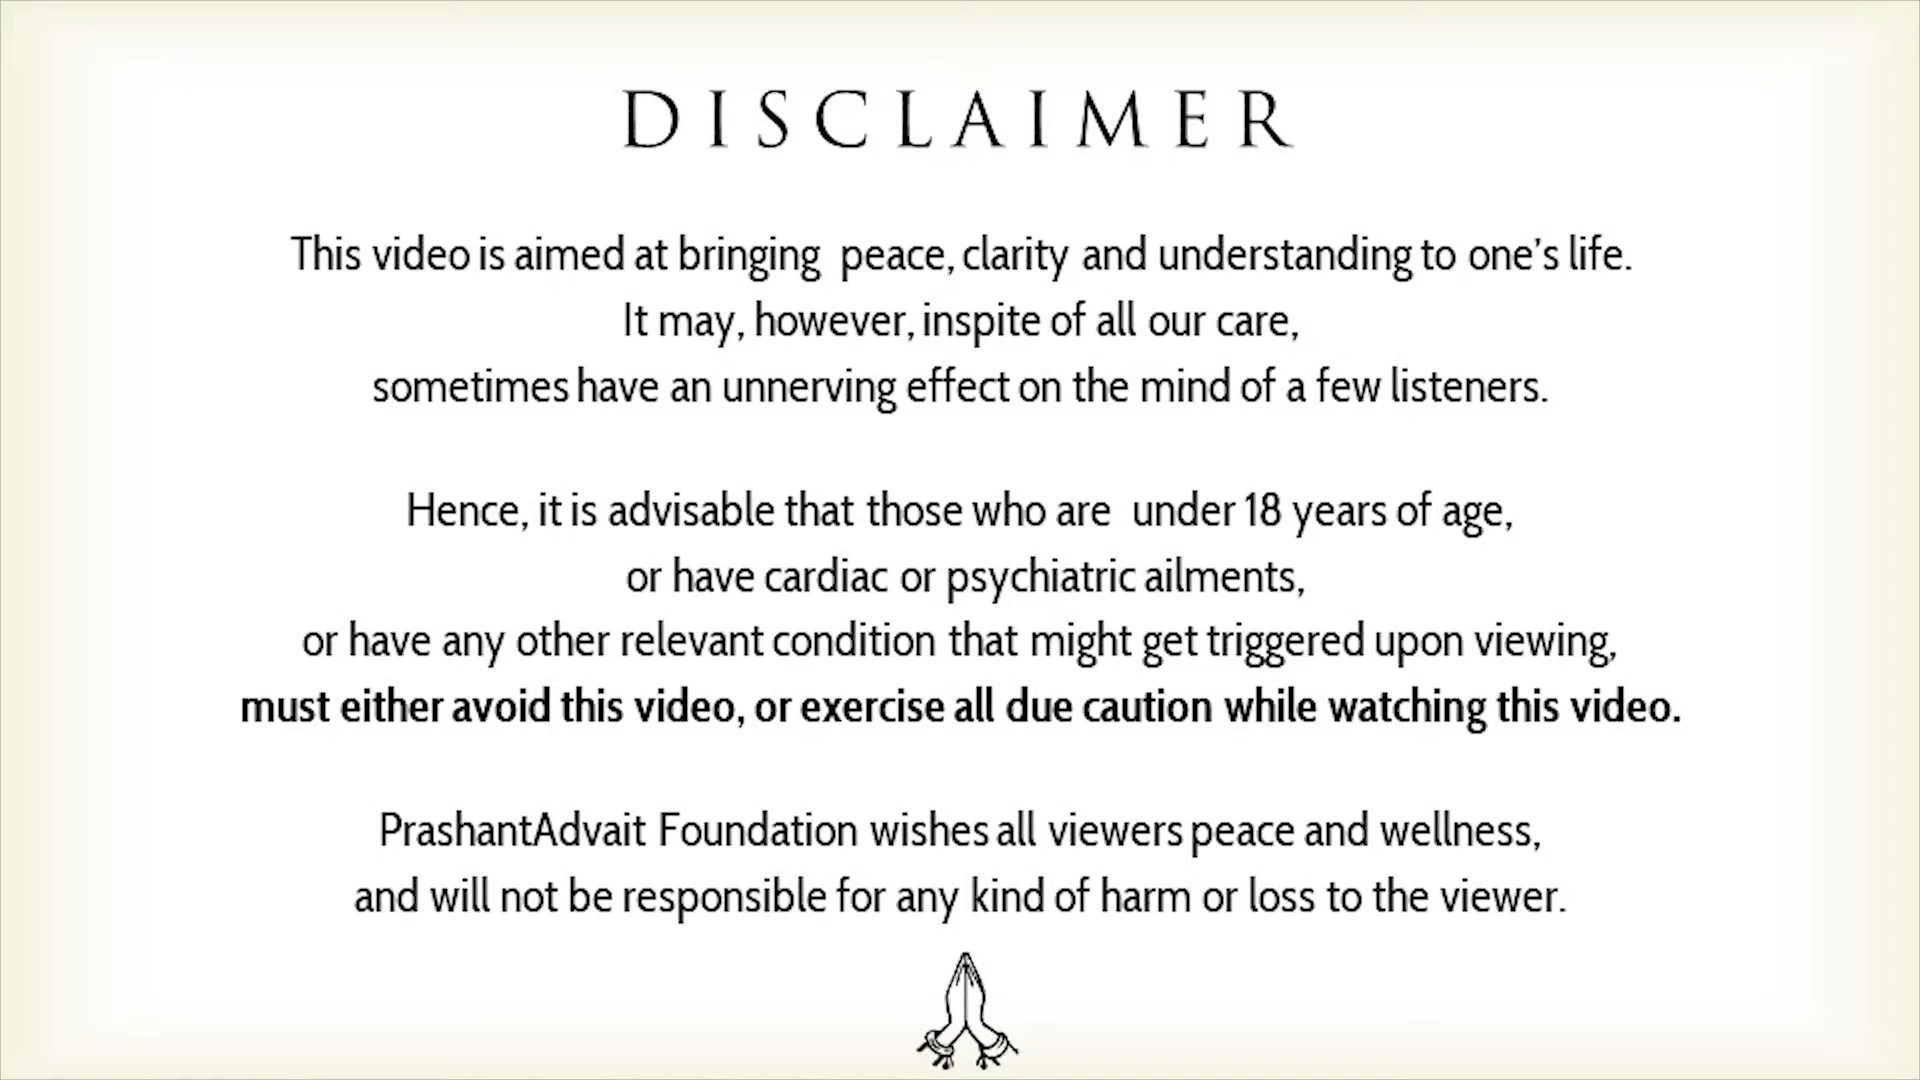 DISCLAIMER
This video is aimed at bringing peace, clarity and understanding to one's life.
It may, however, inspite of all our care,
sometimes have an unnerving effect on the mind of a few listeners.
Hence, it is advisable that those who are under 18 years of age,
or have cardiac or psychiatric ailments,
or have any other relevant condition that might get triggered upon viewing,
must either avoid this video, or exercise all due caution while watching this video.
PrashantAdvait Foundation wishes all viewers peace and wellness,
and will not be responsible for any kind of harm or loss to the viewer.